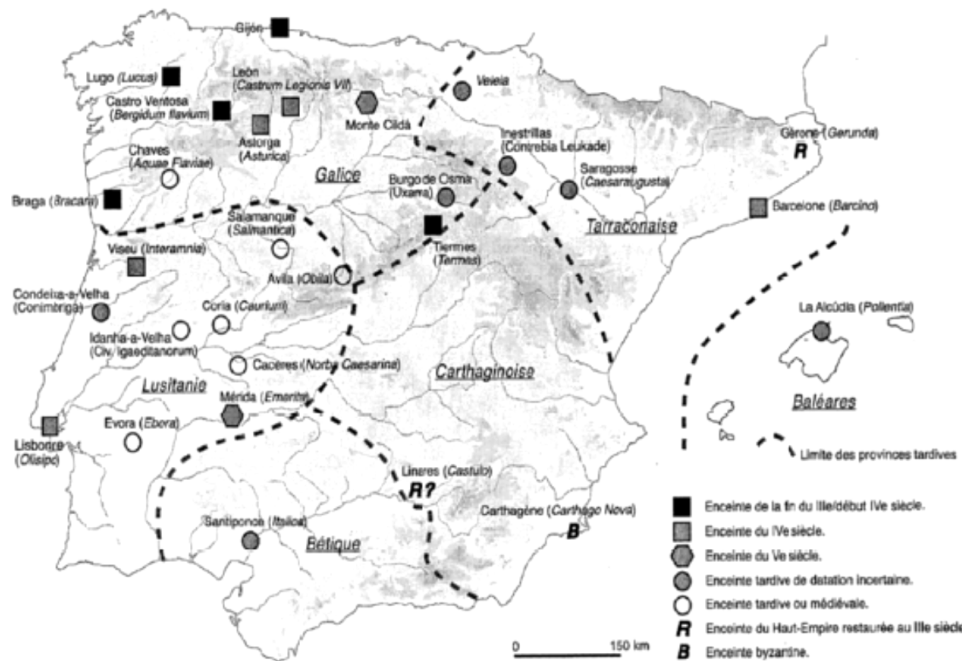 Gijón
Lugo (Lucus)
León
(Castrum Legionis VII)
Castro Ventosa
(Bergidum flavium)
Astorga
(Asturica)
Monte Cildá
Veleia
Inestrillas
(Contrebia Leukade)
Gérone (Gerunda)
R
Chaves
(Aquae Flaviae)
Galice
Burgo de Osma
(Uxama)
Saragosse
(Caesaraugusta)
Braga (Bracara)
Barcelone (Barcino)
Salamanque
(Salmantica)
Tarraconaise
Tiermes
(Termes)
Viseu (Interamnia)
Avila (Obila)
Condeixa-a-Velha
(Conimbriga)
Coria (Caurium)
La Alcúdia (Pollentia)
Idanha-a-Velha
(Civ. Igaeditanorum)
Caceres (Norba Caesarina)
Carthaginoise
Lusitanie
Mérida (Emerita)
Baléares
Lisbonne
(Olisipo)
Evora (Ebora)
Limite des provinces tardives
Linares (Castulo)
R?
Carthagène (Carthago Nova)
B
Santiponce (Italica)
Bétique
Enceinte de la fin du IIIe/début IVe siècle.
Enceinte du IVe siècle.
Enceinte du Ve siècle.
Enceinte tardive de datation incertaine.
Enceinte tardive ou médiévale.
R Enceinte du Haut-Empire restaurée au IIIe siècle
B Enceinte byzantine.
0 150 km